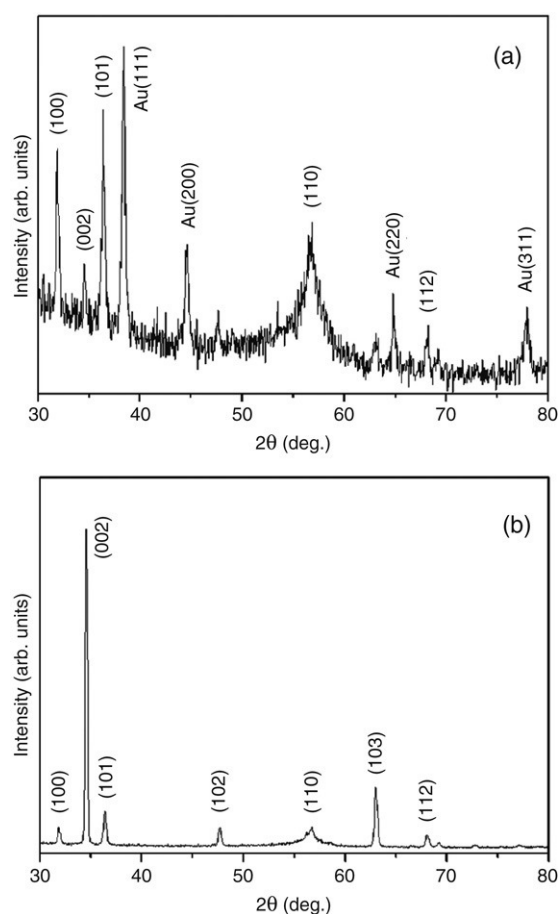 (a)
Intensity (arb. units)
(100)
(002)
(101)
Au(111)
Au(200)
(110)
Au(220)
(112)
Au(311)
30 40 50 60 70 80
2θ (deg.)
(b)
Intensity (arb. units)
(100)
(002)
(101)
(102)
(110)
(103)
(112)
30 40 50 60 70 80
2θ (deg.)